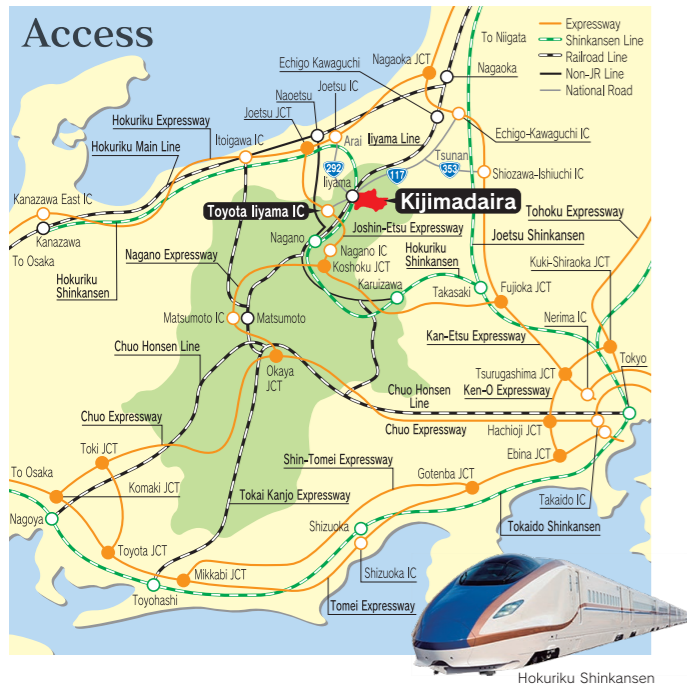 Access
Expressway
Shinkansen Line
Railroad Line
Non-JR Line
National Road
To Niigata
Nagaoka JCT
Echigo Kawaguchi
Nagaoka
Joetsu IC
Naoetsu
Joetsu JCT
Hokuriku Expressway
Itoigawa IC
Hokuriku Main Line
Arai
Iiyama Line
Echigo-Kawaguchi IC
Tsunan
292
117
353
Iiyama
Shiozawa-Ishiuchi IC
Kanazawa East IC
Kanazawa
To Osaka
Toyota Iiyama IC
Kijimadaira
Tohoku Expressway
Joshin-Etsu Expressway
Nagano
Nagano IC
Hokuriku
Shinkansen
Joetsu Shinkansen
Nagano Expressway
Koshoku JCT
Kuki-Shiraoka JCT
Hokuriku
Shinkansen
Karuizawa
Takasaki
Fujioka JCT
Nerima IC
Matsumoto IC
Matsumoto
Kan-Etsu Expressway
Tokyo
Chuo Honsen Line
Okaya
JCT
Tsurugashima JCT
Chuo Honsen
Line
Ken-O Expressway
Chuo Expressway
Chuo Expressway
Hachioji JCT
Toki JCT
Ebina JCT
Shin-Tomei Expressway
To Osaka
Gotenba JCT
Komaki JCT
Tokai Kanjo Expressway
Takaido IC
Nagoya
Shizuoka
Tokaido Shinkansen
Toyota JCT
Mikkabi JCT
Shizuoka IC
Toyohashi
Tomei Expressway
Hokuriku Shinkansen